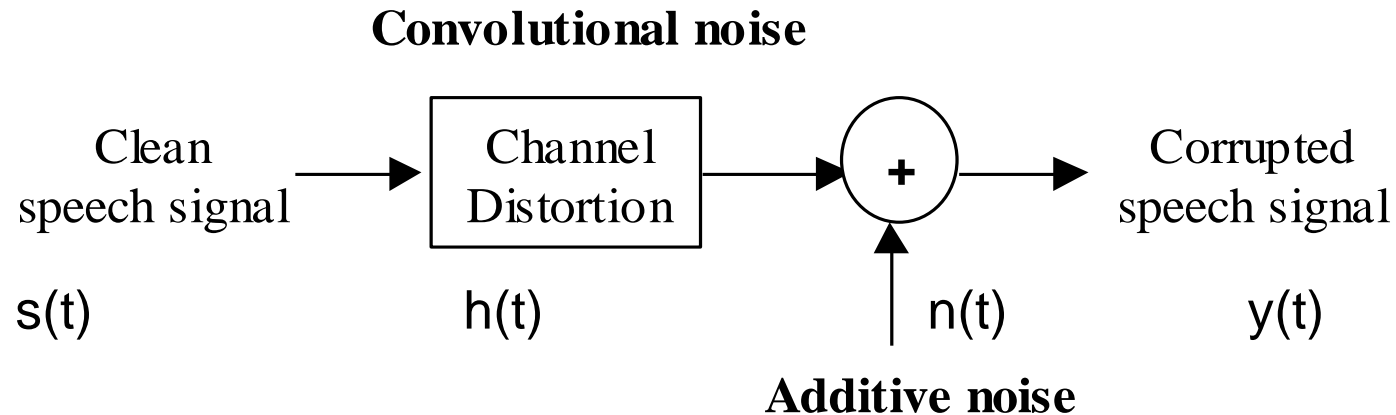 Convolutional noise
Clean
speech signal
Channel
Distortion
+
Corrupted
speech signal
s(t)
h(t)
n(t)
y(t)
Additive noise